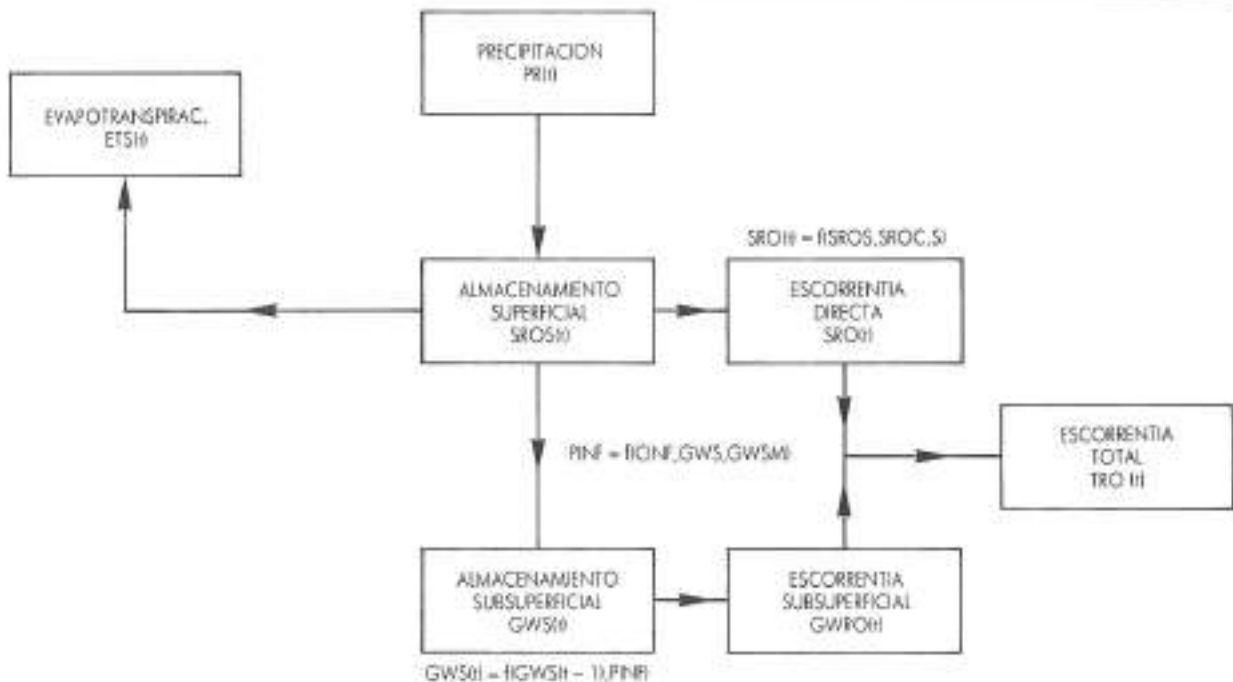 PRECIPITACION
PR(t)
EVAPOTRANSPIRAC.
ETS(t)
SRO(t) = f(SROS,SROC,S)
ALMACENAMIENTO
SUPERFICIAL
SROS(t)
ESCORRENTIA
DIRECTA
SRO(t)
PINF = f(IONF,GWS,GWSM)
ESCORRENTIA
TOTAL
TRO (t)
ALMACENAMIENTO
SUBSUPERFICIAL
GWS(t)
ESCORRENTIA
SUBSUPERFICIAL
GWRO(t)
GWS(t) = f(GWS(t – 1),PINF)